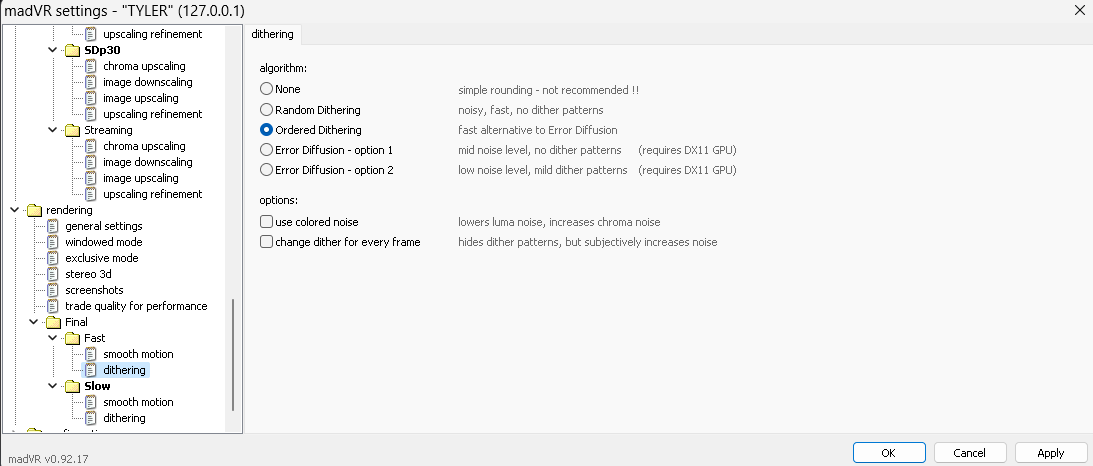 madVR settings - "TYLER" (127.0.0.1)
upscaling refinement
SDp30
chroma upscaling
image downscaling
image upscaling
upscaling refinement
Streaming
chroma upscaling
image downscaling
image upscaling
upscaling refinement
rendering
general settings
windowed mode
exclusive mode
stereo 3d
screenshots
trade quality for performance
Final
Fast
smooth motion
dithering
Slow
smooth motion
dithering
dithering
algorithm:
None simple rounding - not recommended !!
Random Dithering noisy, fast, no dither patterns
Ordered Dithering fast alternative to Error Diffusion
Error Diffusion - option 1 mid noise level, no dither patterns (requires DX11 GPU)
Error Diffusion - option 2 low noise level, mild dither patterns (requires DX11 GPU)
options:
use colored noise lowers luma noise, increases chroma noise
change dither for every frame hides dither patterns, but subjectively increases noise
madVR v0.92.17
OK Cancel Apply